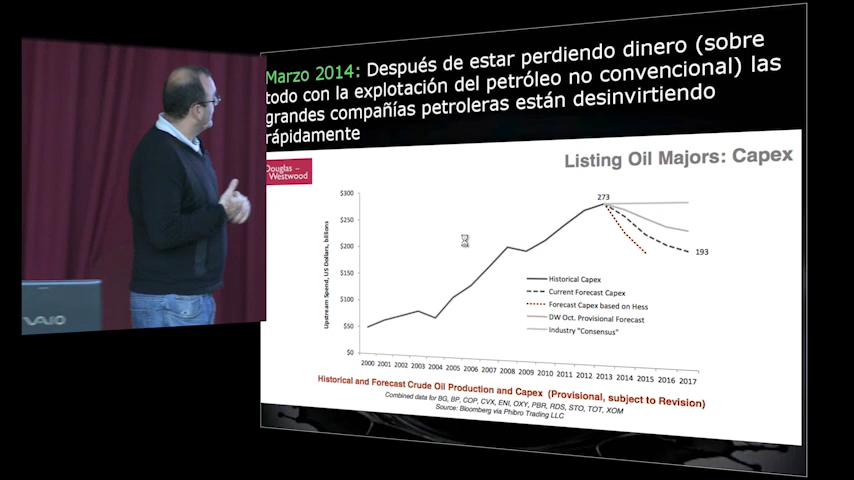 Marzo 2014: Después de estar perdiendo dinero (sobre
todo con la explotación del petróleo no convencional) las
grandes compañías petroleras están desinvirtiendo
rápidamente
Douglas –
Westwood
Listing Oil Majors: Capex
Upstream Spend, US Dollars, billions
$300
$250
$200
$150
$100
$50
$0
273
193
Historical Capex
Current Forecast Capex
Forecast Capex based on Hess
DW Oct. Provisional Forecast
Industry "Consensus"
2000 2001 2002 2003 2004 2005 2006 2007 2008 2009 2010 2011 2012 2013 2014 2015 2016 2017
Historical and Forecast Crude Oil Production and Capex (Provisional, subject to Revision)
Combined data for BG, BP, COP, CVX, ENI, OXY, PBR, RDS, STO, TOT, XOM
Source: Bloomberg via Phibro Trading LLC
VAIO